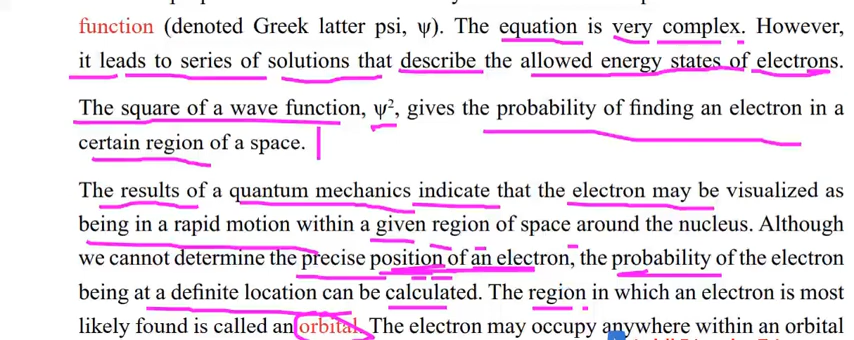 function (denoted Greek latter psi, ψ). The equation is very complex. However,
it leads to series of solutions that describe the allowed energy states of electrons.
The square of a wave function, ψ², gives the probability of finding an electron in a
certain region of a space.
The results of a quantum mechanics indicate that the electron may be visualized as
being in a rapid motion within a given region of space around the nucleus. Although
we cannot determine the precise position of an electron, the probability of the electron
being at a definite location can be calculated. The region in which an electron is most
likely found is called an orbital. The electron may occupy anywhere within an orbital